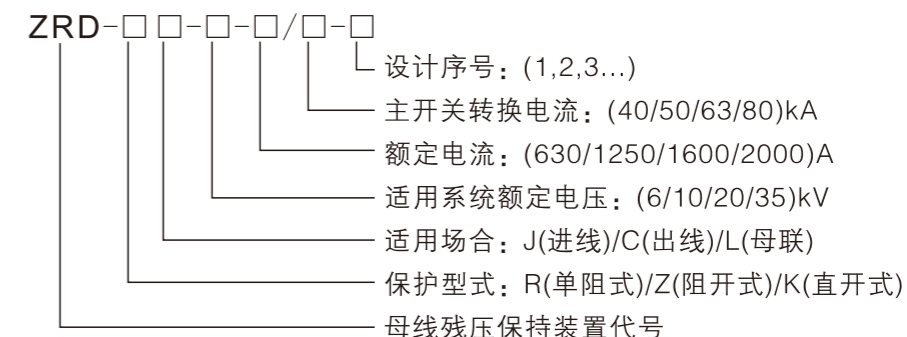 ZRD-□□-□-□/□-□
设计序号：(1,2,3...)
主开关转换电流：(40/50/63/80)kA
额定电流：(630/1250/1600/2000)A
适用系统额定电压：(6/10/20/35)kV
适用场合：J(进线)/C(出线)/L(母联)
保护型式：R(单阻式)/Z(阻开式)/K(直开式)
母线残压保持装置代号